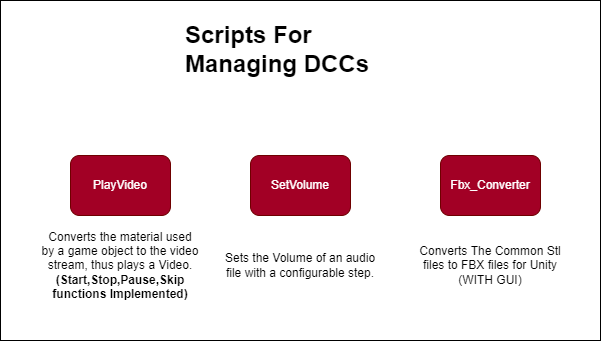 Scripts For
Managing DCCs
PlayVideo
SetVolume
Fbx_Converter
Converts the material used
by a game object to the video
stream, thus plays a Video.
(Start,Stop,Pause,Skip
functions Implemented)
Sets the Volume of an audio
file with a configurable step.
Converts The Common Stl
files to FBX files for Unity
(WITH GUI)